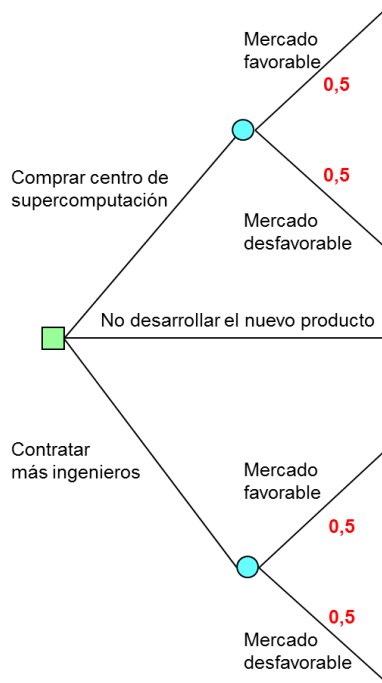 Mercado
favorable
0,5
0,5
Comprar centro de
supercomputación
Mercado
desfavorable
No desarrollar el nuevo producto
Contratar
más ingenieros
Mercado
favorable
0,5
0,5
Mercado
desfavorable